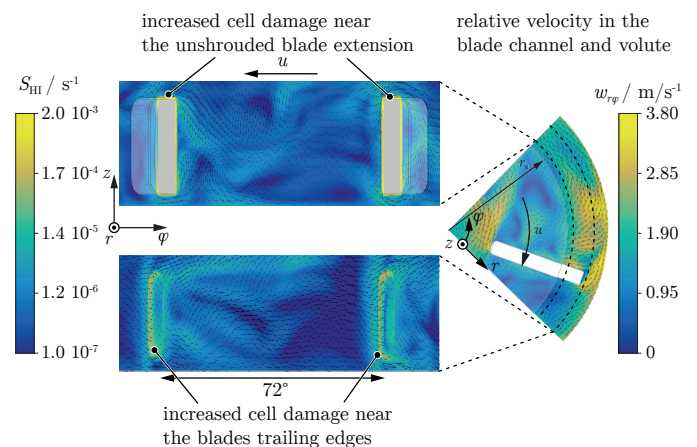 increased cell damage near
the unshrouded blade extension
relative velocity in the
blade channel and volute
S_HI / s⁻¹
2.0 10⁻³
1.7 10⁻⁴
1.4 10⁻⁵
1.2 10⁻⁶
1.0 10⁻⁷
u
z
r
φ
72°
increased cell damage near
the blades trailing edges
w_rφ / m/s⁻¹
3.80
2.85
1.90
0.95
0
φ
u
z
r